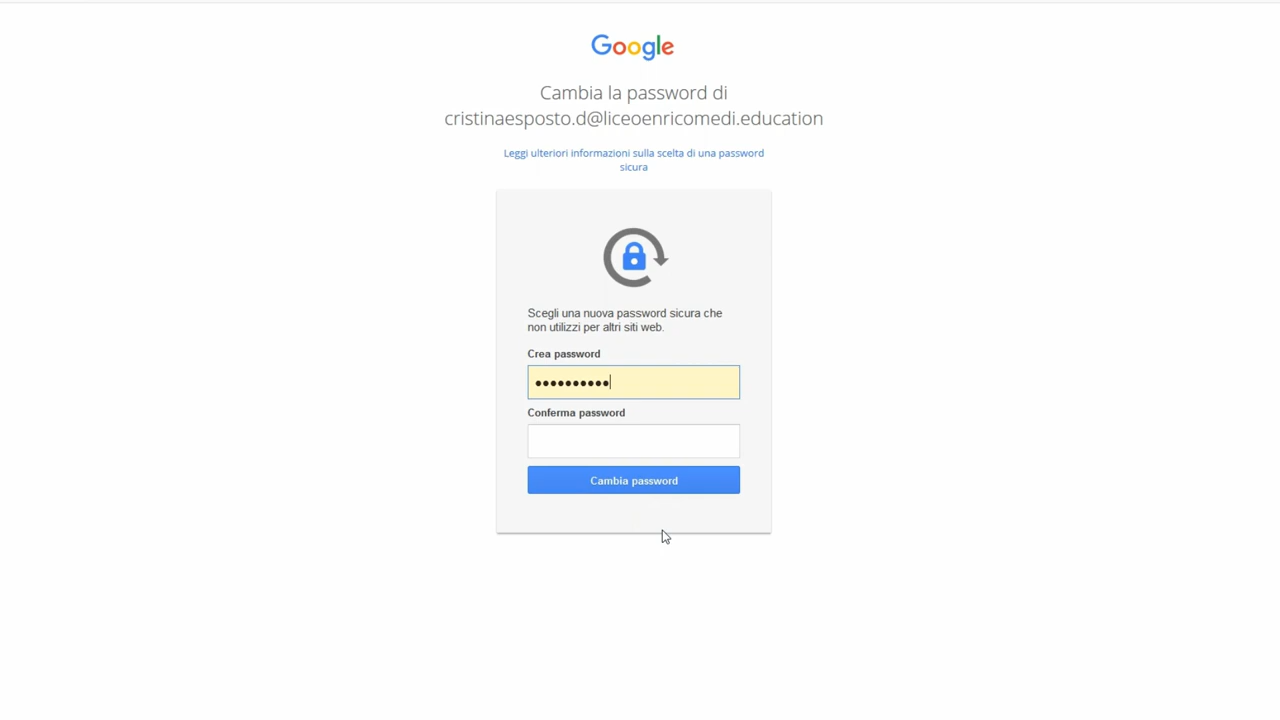 Google
Cambia la password di
cristinaesposto.d@liceoenricomedi.education
Leggi ulteriori informazioni sulla scelta di una password
sicura
Scegli una nuova password sicura che
non utilizzi per altri siti web.
Crea password
••••••••••
Conferma password
Cambia password